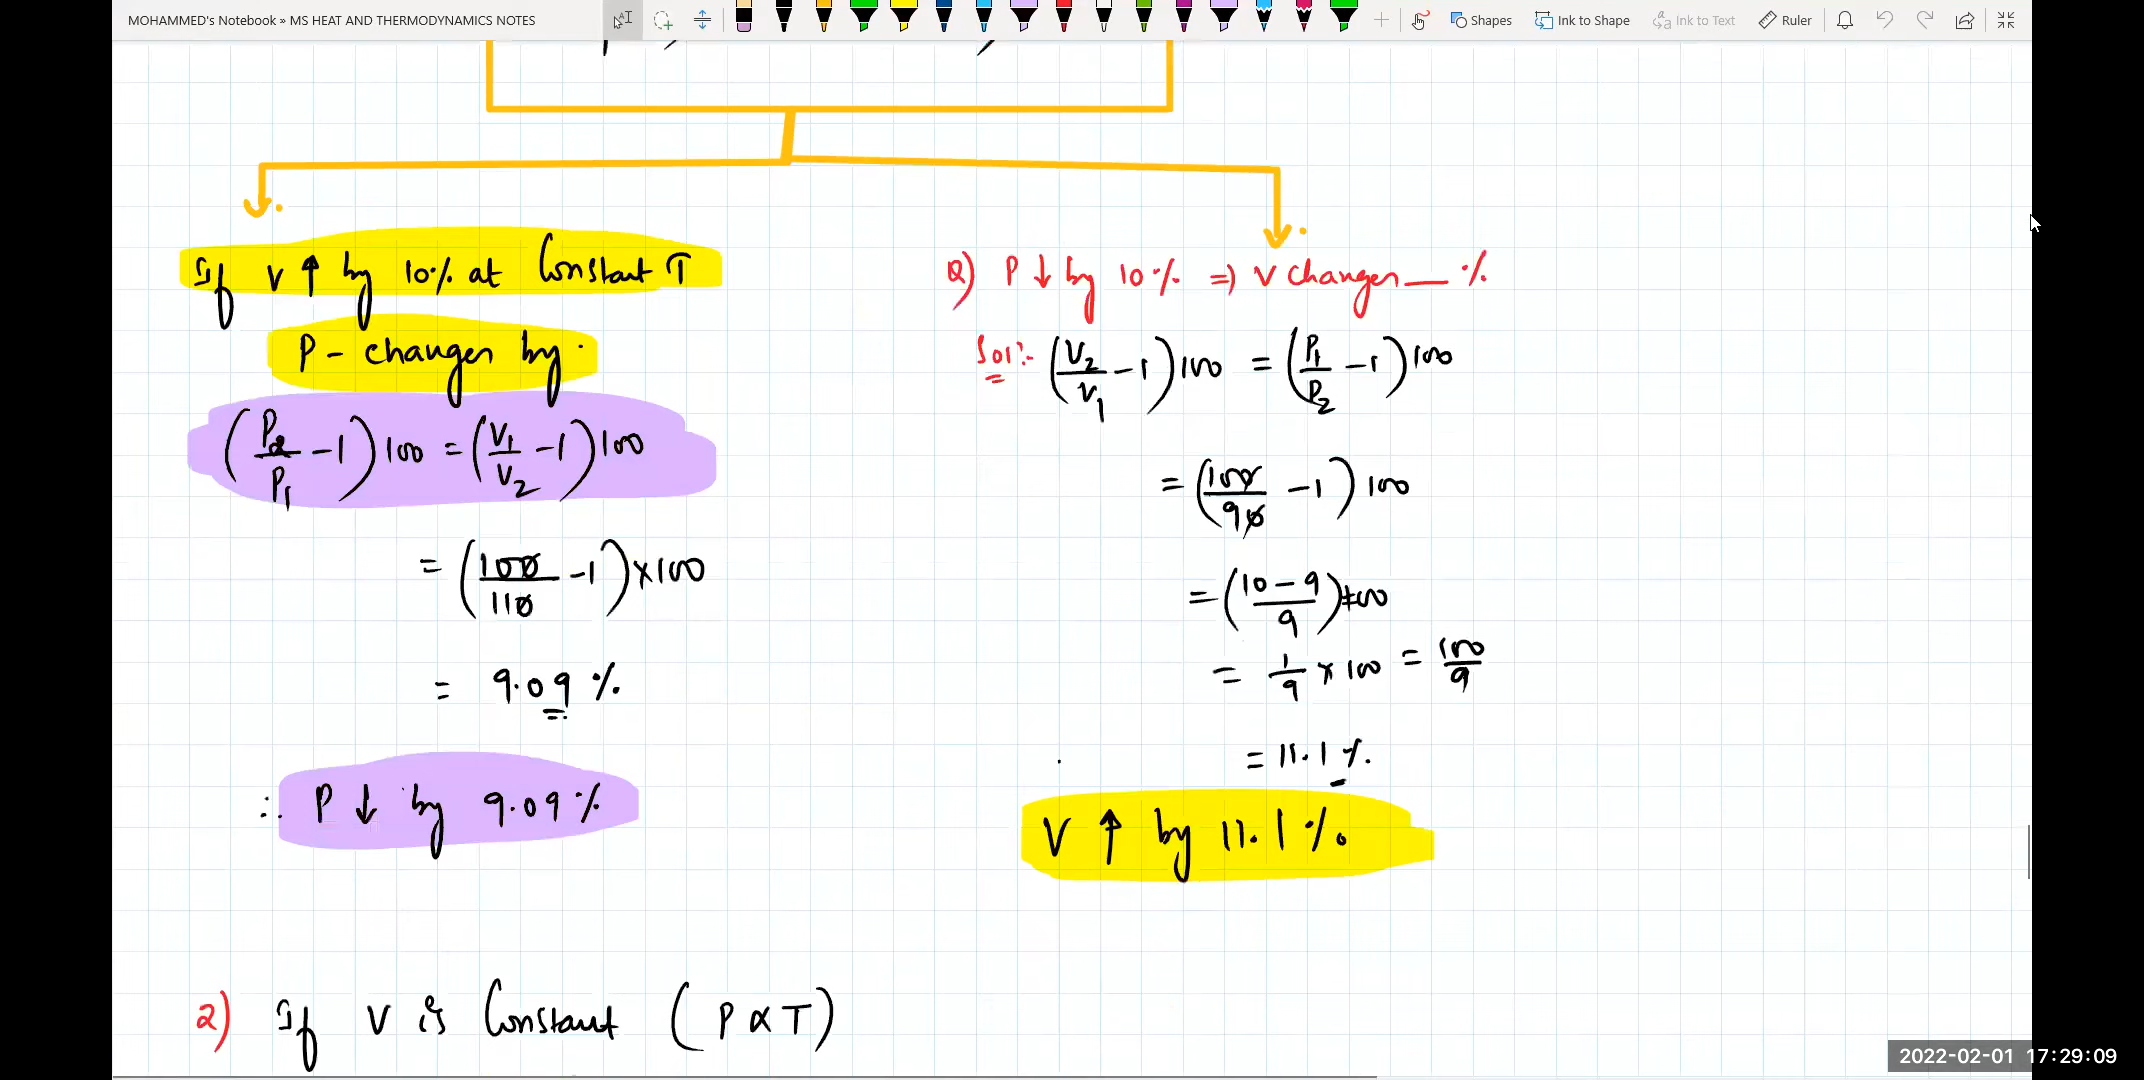 MOHAMMED's Notebook » MS HEAT AND THERMODYNAMICS NOTES
Shapes
Ink to Shape
Ink to Text
Ruler
If V ↑ by 10% at Constant T
P - changes by
(P2/P1 - 1) 100 = (V1/V2 - 1) 100
= (100/110 - 1) × 100
= 9.09 %
∴ P ↓ by 9.09 %
Q) P ↓ by 10 % ⇒ V changes __ %
Sol:- (V2/V1 - 1) 100 = (P1/P2 - 1) 100
= (100/90 - 1) 100
= (10 - 9/9) × 100
= 1/9 × 100 = 100/9
= 11.1 %
V ↑ by 11.1 %
2) If V is Constant (P ∝ T)
2022-02-01 17:29:09